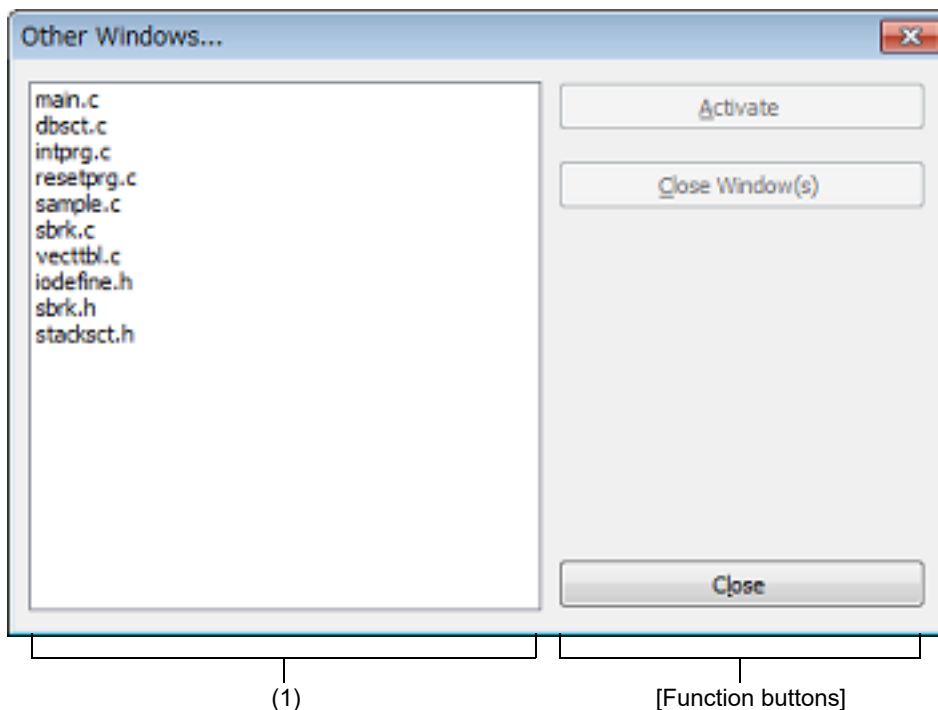 Other Windows...
main.c
dbsct.c
intprg.c
resetprg.c
sample.c
sbrk.c
vecttbl.c
iodefine.h
sbrk.h
stacksct.h
Activate
Close Window(s)
Close
(1)
[Function buttons]